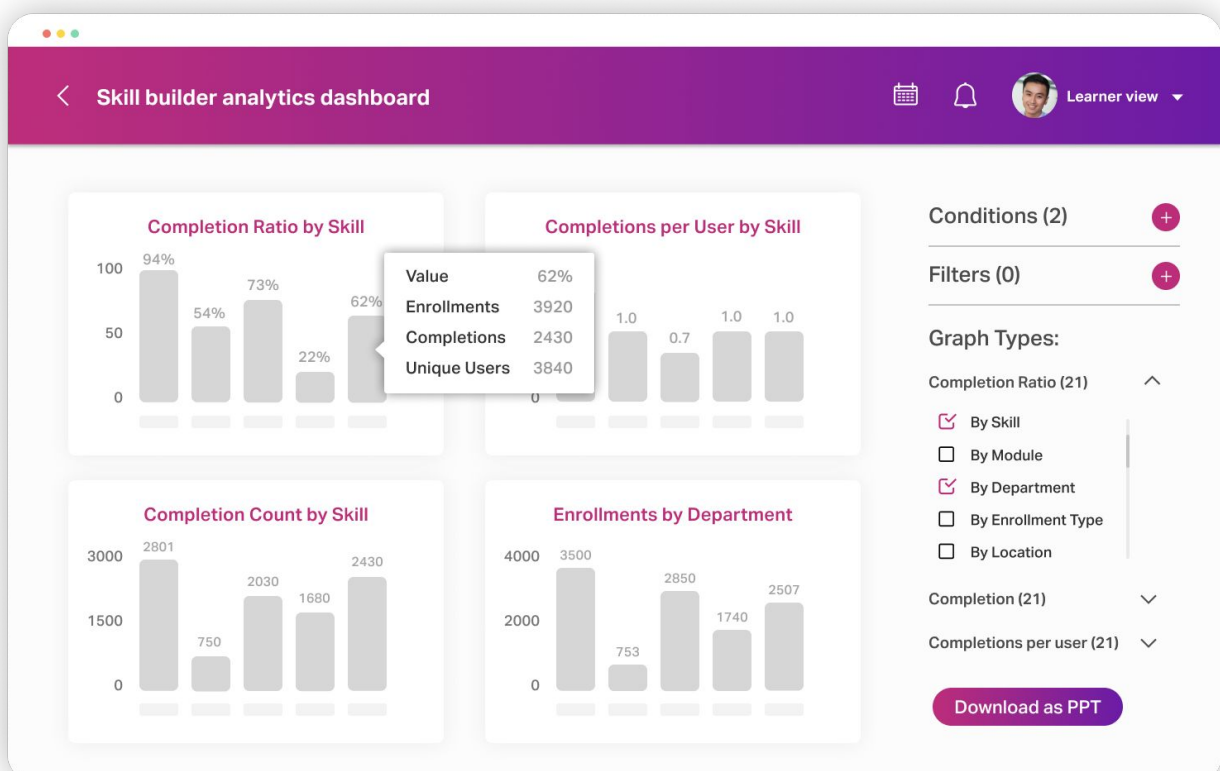 Skill builder analytics dashboard
Learner view
Completion Ratio by Skill
100
50
0
94%
54%
73%
22%
62%
Value 62%
Enrollments 3920
Completions 2430
Unique Users 3840
Completions per User by Skill
0
1.0
0.7
1.0
1.0
Completion Count by Skill
3000
1500
0
2801
750
2030
1680
2430
Enrollments by Department
4000
2000
0
3500
753
2850
1740
2507
Conditions (2)
Filters (0)
Graph Types:
Completion Ratio (21)
By Skill
By Module
By Department
By Enrollment Type
By Location
Completion (21)
Completions per user (21)
Download as PPT